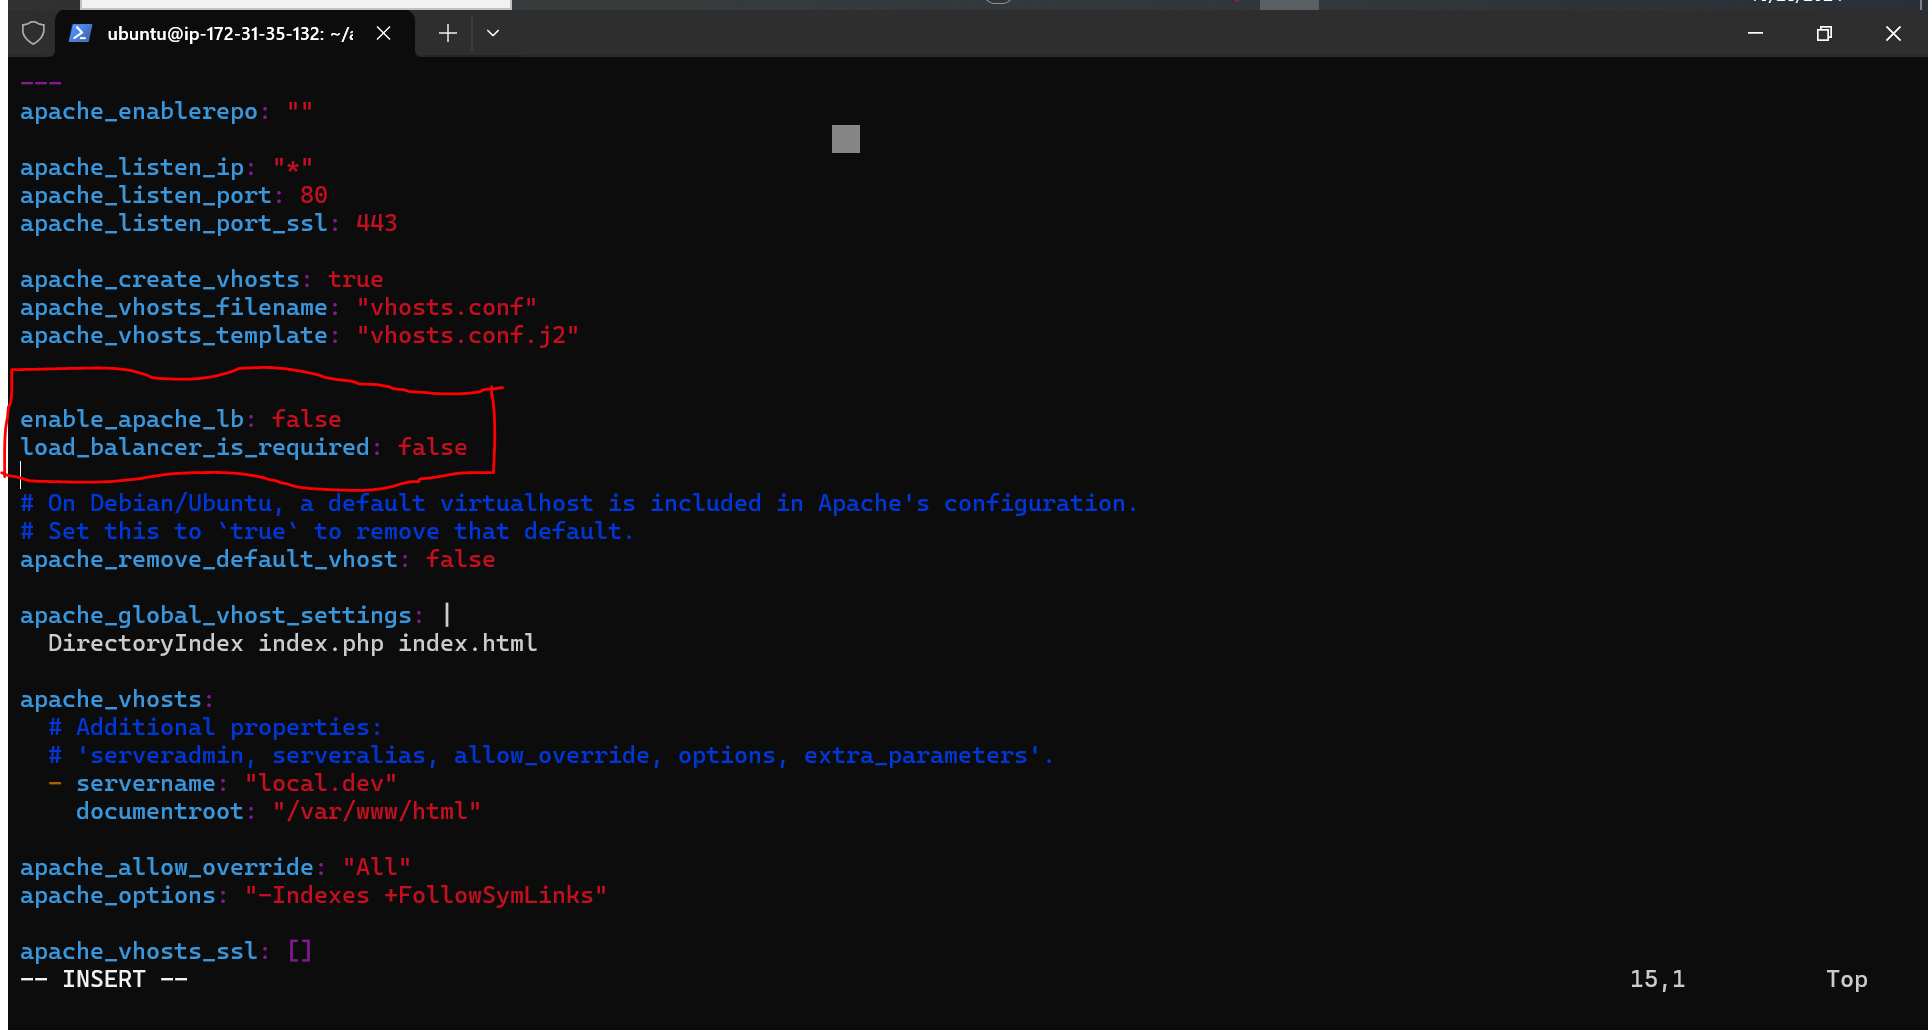 ubuntu@ip-172-31-35-132: ~/a
---
apache_enablerepo: ""
apache_listen_ip: "*"
apache_listen_port: 80
apache_listen_port_ssl: 443
apache_create_vhosts: true
apache_vhosts_filename: "vhosts.conf"
apache_vhosts_template: "vhosts.conf.j2"
enable_apache_lb: false
load_balancer_is_required: false
# On Debian/Ubuntu, a default virtualhost is included in Apache's configuration.
# Set this to `true` to remove that default.
apache_remove_default_vhost: false
apache_global_vhost_settings: |
  DirectoryIndex index.php index.html
apache_vhosts:
  # Additional properties:
  # 'serveradmin, serveralias, allow_override, options, extra_parameters'.
  - servername: "local.dev"
    documentroot: "/var/www/html"
apache_allow_override: "All"
apache_options: "-Indexes +FollowSymLinks"
apache_vhosts_ssl: []
-- INSERT -- 15,1 Top